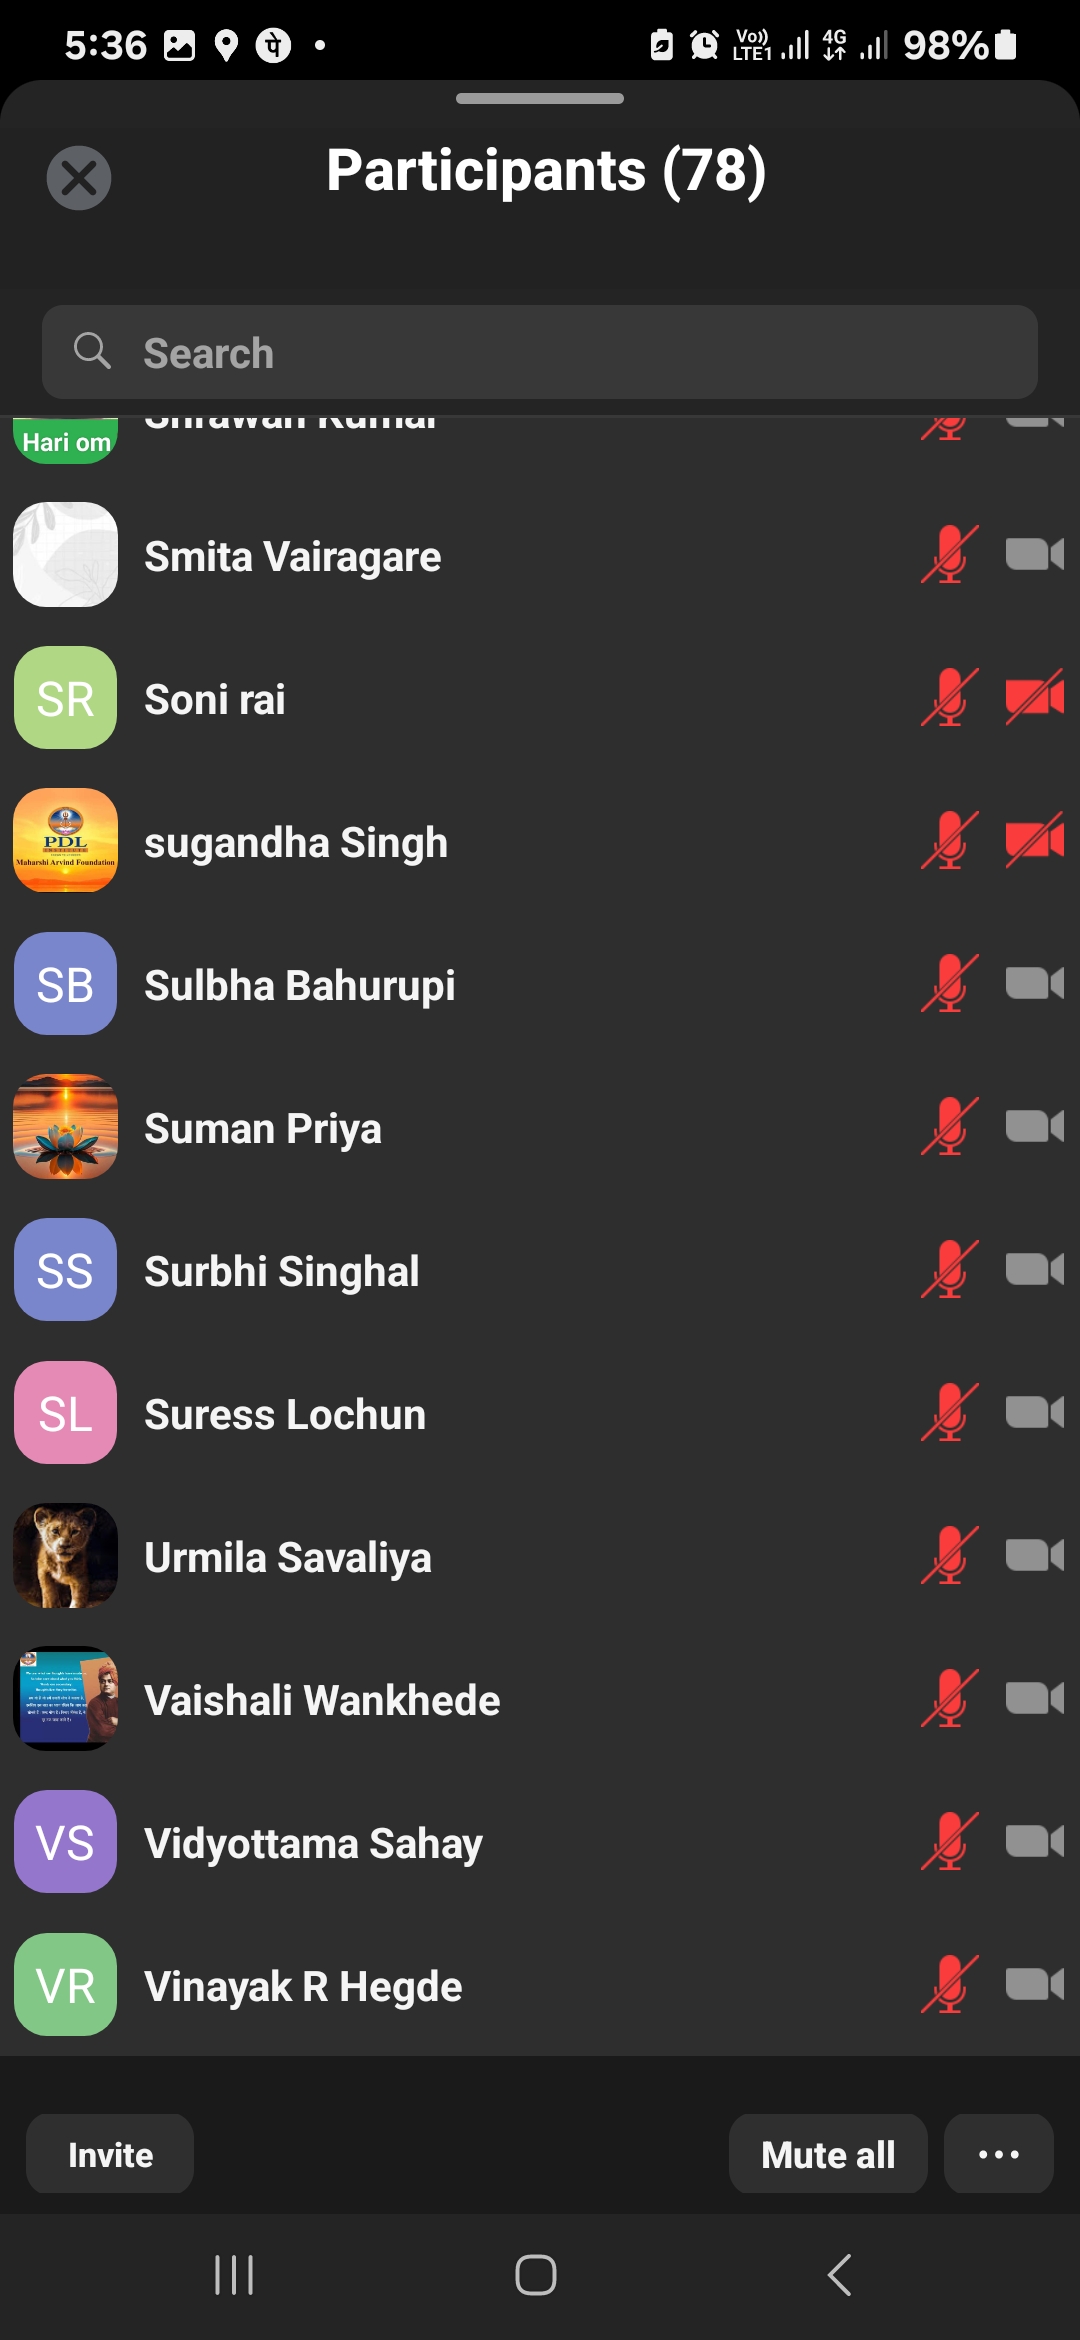 5:36 पे Vo)) LTE1 4G 98%
Participants (78)
Search
Hari om
Shrawan Kumar
Smita Vairagare
SR Soni rai
PDL
Maharshi Arvind Foundation
sugandha Singh
SB Sulbha Bahurupi
Suman Priya
SS Surbhi Singhal
SL Suress Lochun
Urmila Savaliya
Vaishali Wankhede
VS Vidyottama Sahay
VR Vinayak R Hegde
Invite Mute all